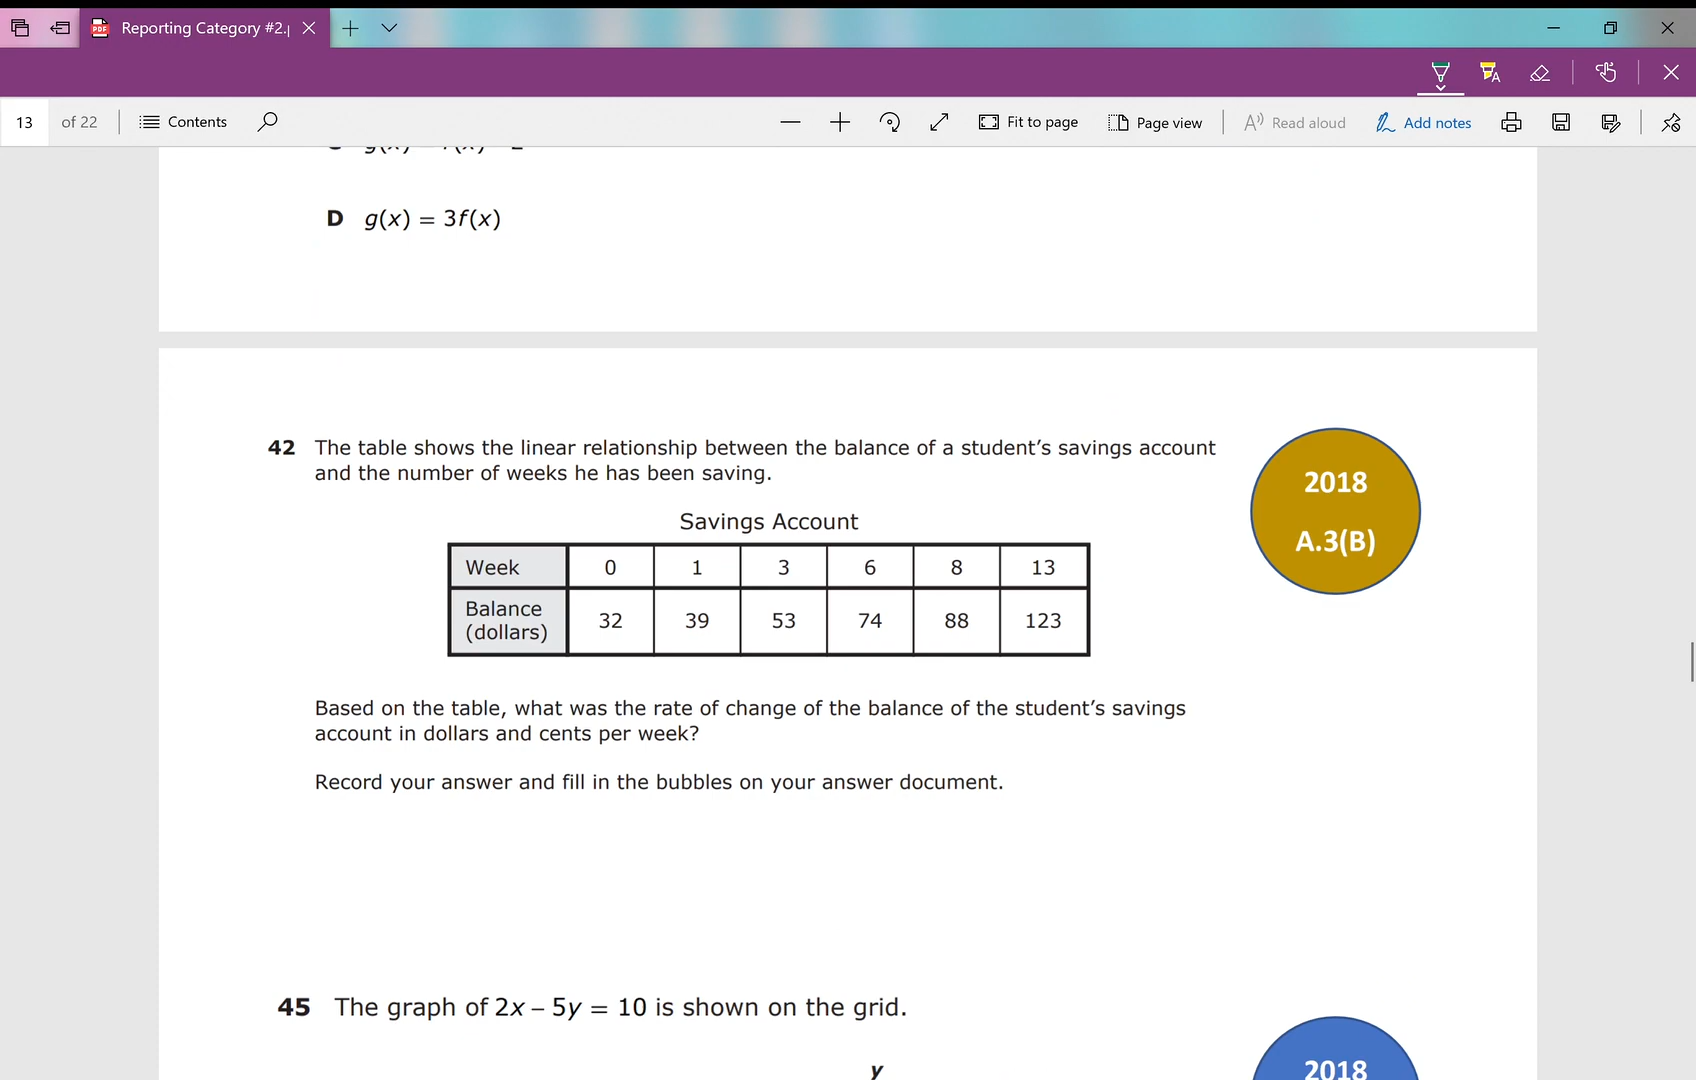 Reporting Category #2.p
13 of 22 Contents Fit to page Page view Read aloud Add notes
D g(x) = 3f(x)
42 The table shows the linear relationship between the balance of a student’s savings account
and the number of weeks he has been saving.
2018
A.3(B)
Savings Account
Week 0 1 3 6 8 13
Balance (dollars) 32 39 53 74 88 123
Based on the table, what was the rate of change of the balance of the student’s savings
account in dollars and cents per week?
Record your answer and fill in the bubbles on your answer document.
45 The graph of 2x – 5y = 10 is shown on the grid.
y
2018